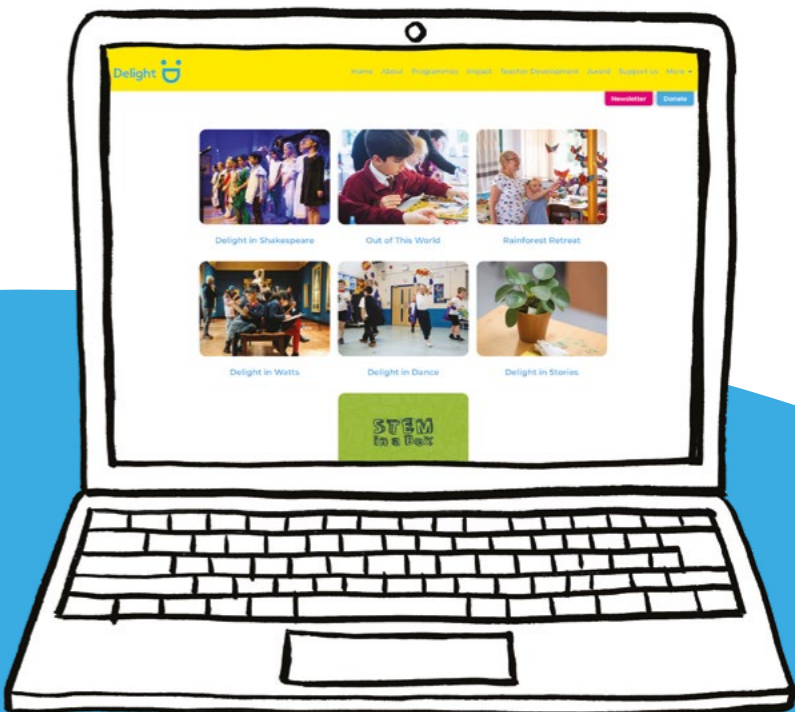 Delight
Home About Programmes Impact Teacher Development Award Support us More
Newsletter Donate
Delight in Shakespeare Out of This World Rainforest Retreat
Delight in Watts Delight in Dance Delight in Stories
STEM
in a Box